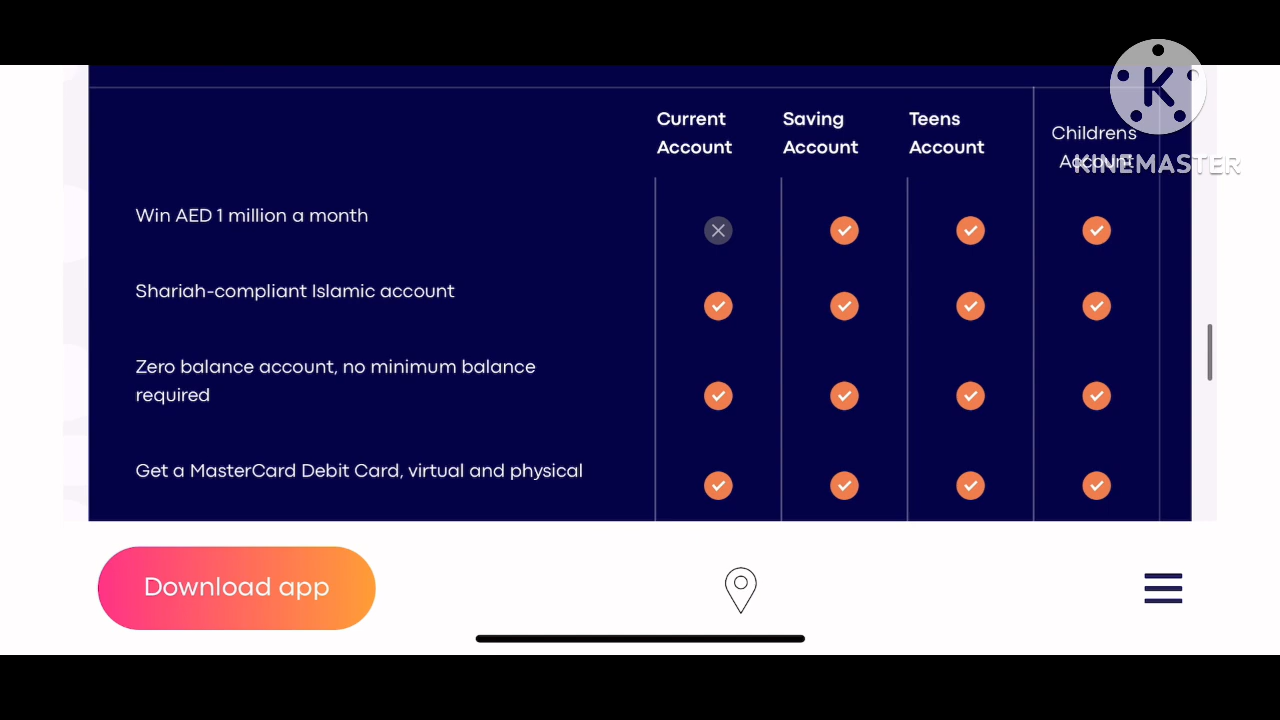 Current Account
Saving Account
Teens Account
Childrens Account
K
KINEMASTER
Win AED 1 million a month
Shariah-compliant Islamic account
Zero balance account, no minimum balance
required
Get a MasterCard Debit Card, virtual and physical
Download app